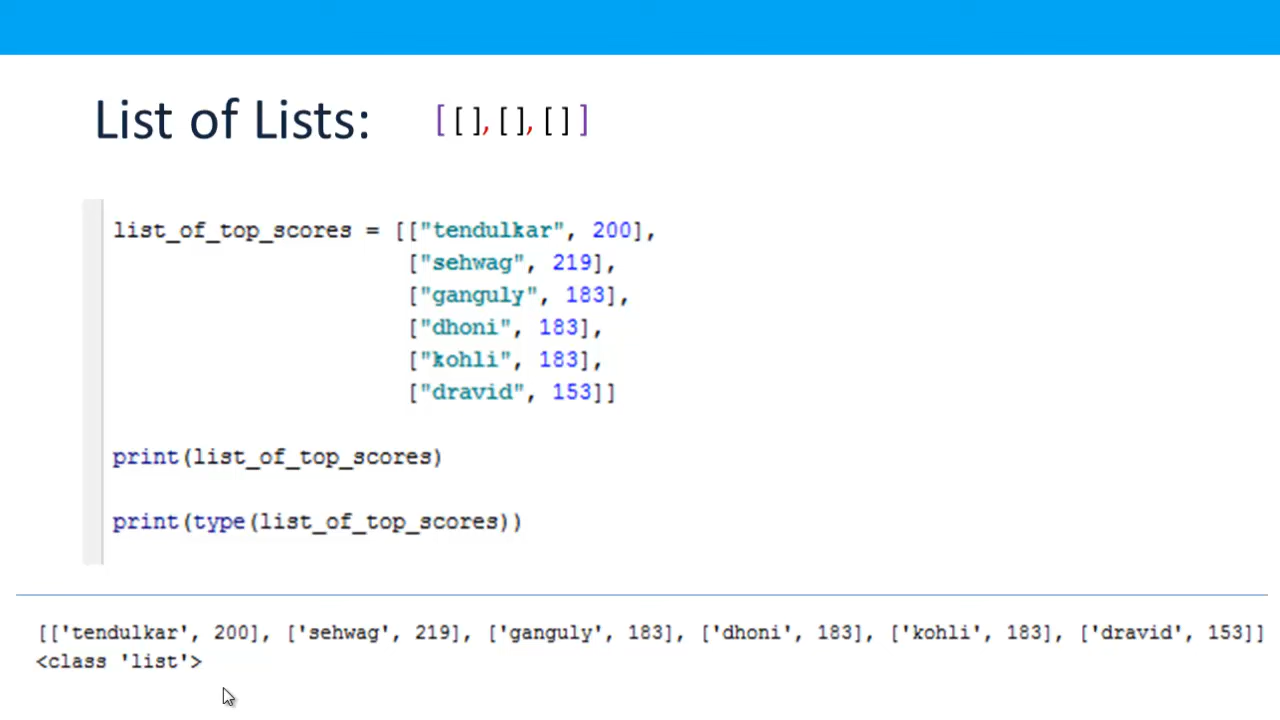 List of Lists: [ [ ], [ ], [ ] ]
list_of_top_scores = [["tendulkar", 200],
["sehwag", 219],
["ganguly", 183],
["dhoni", 183],
["kohli", 183],
["dravid", 153]]
print(list_of_top_scores)
print(type(list_of_top_scores))
[['tendulkar', 200], ['sehwag', 219], ['ganguly', 183], ['dhoni', 183], ['kohli', 183], ['dravid', 153]]
<class 'list'>